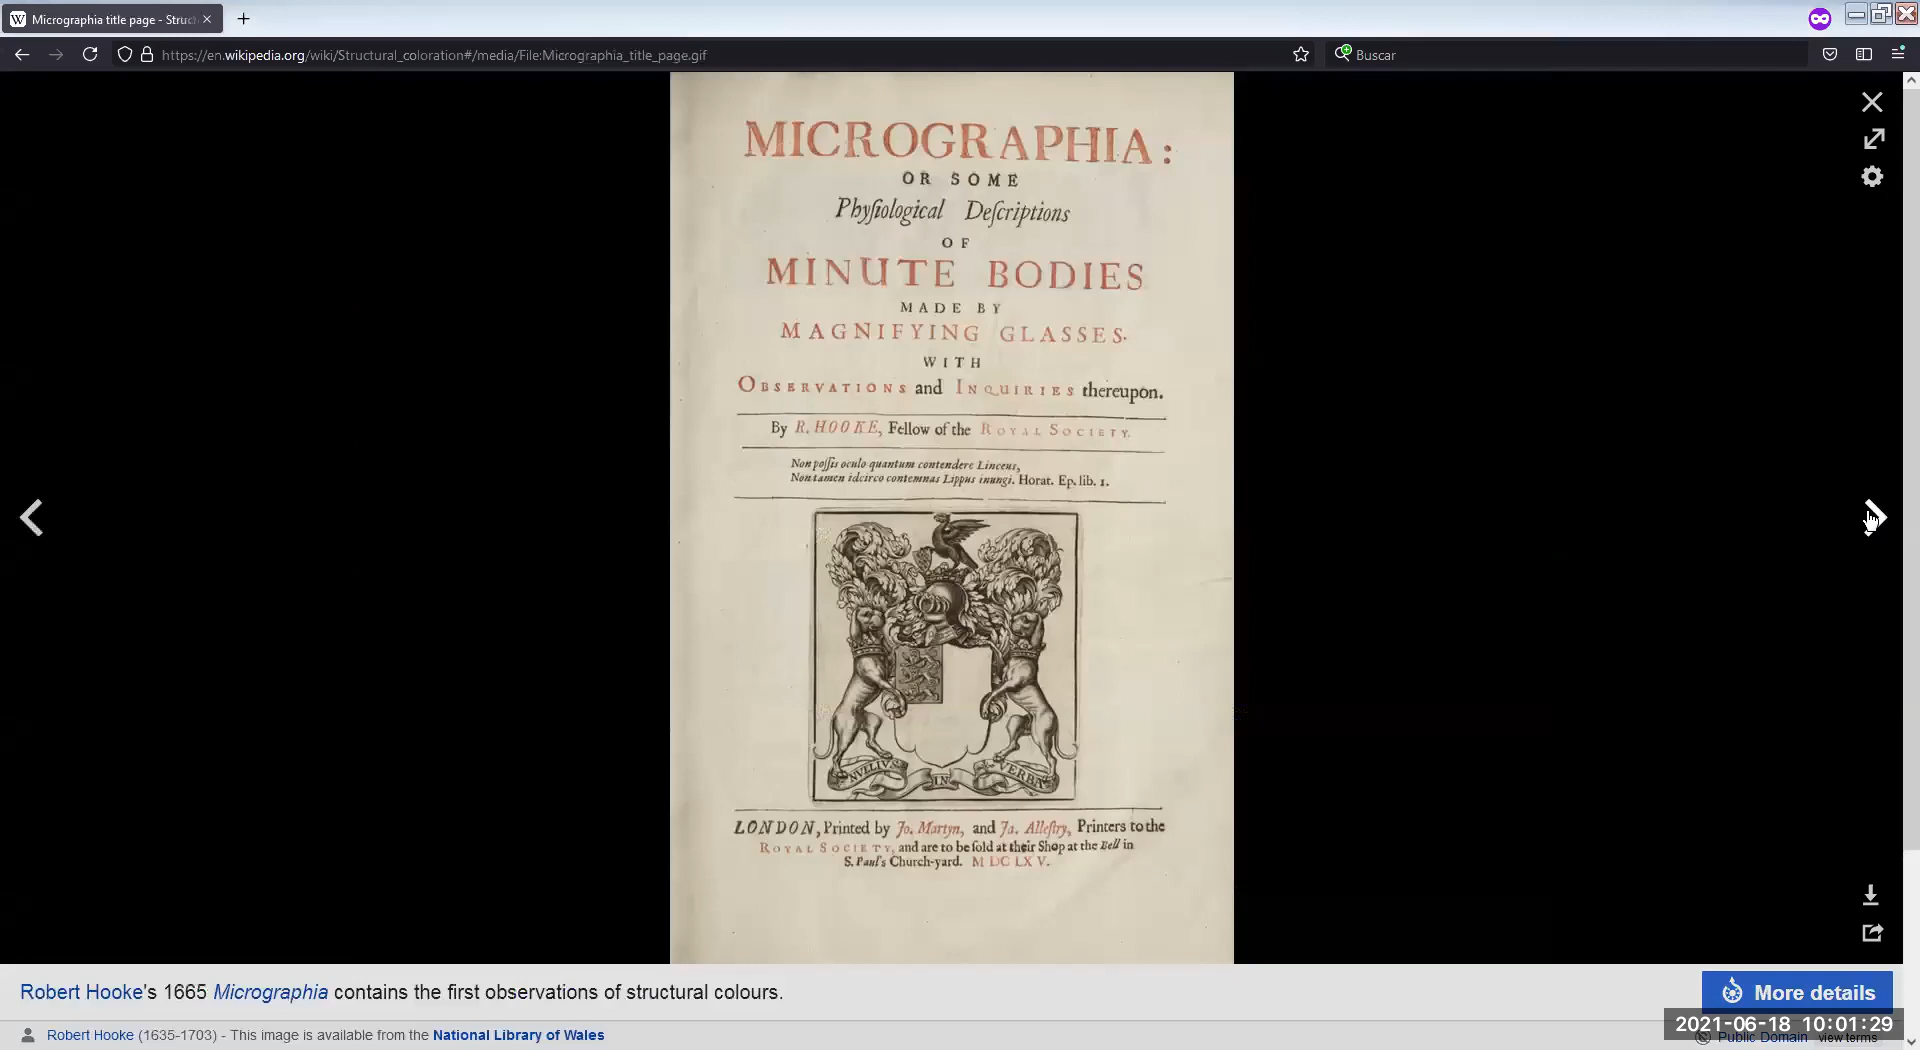 Micrographia title page - Struc
https://en.wikipedia.org/wiki/Structural_coloration#/media/File:Micrographia_title_page.gif
Buscar
MICROGRAPHIA:
OR SOME
Phyſiological Deſcriptions
OF
MINUTE BODIES
MADE BY
MAGNIFYING GLASSES.
WITH
OBSERVATIONS and INQUIRIES thereupon.
By R. HOOKE, Fellow of the ROYAL SOCIETY.
Non poſſis oculo quantum contendere Linceus,
Non tamen idcirco contemnas Lippus inungi. Horat. Ep. lib. 1.
NVLLIVS IN VERBA
LONDON, Printed by Jo. Martyn, and Ja. Alleſtry, Printers to the
ROYAL SOCIETY, and are to be ſold at their Shop at the Bell in
S. Paul's Church-yard. M DC LX V.
Robert Hooke's 1665 Micrographia contains the first observations of structural colours.
More details
2021-06-18 10:01:29
Robert Hooke (1635-1703) - This image is available from the National Library of Wales
Public Domain view terms